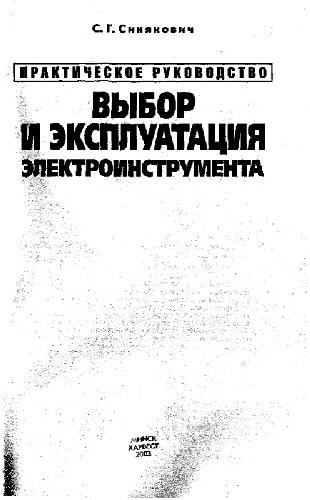 С. Г. Синякович
ПРАКТИЧЕСКОЕ РУКОВОДСТВО
ВЫБОР
И ЭКСПЛУАТАЦИЯ
ЭЛЕКТРОИНСТРУМЕНТА
МИНСК
ХАРВЕСТ
2003